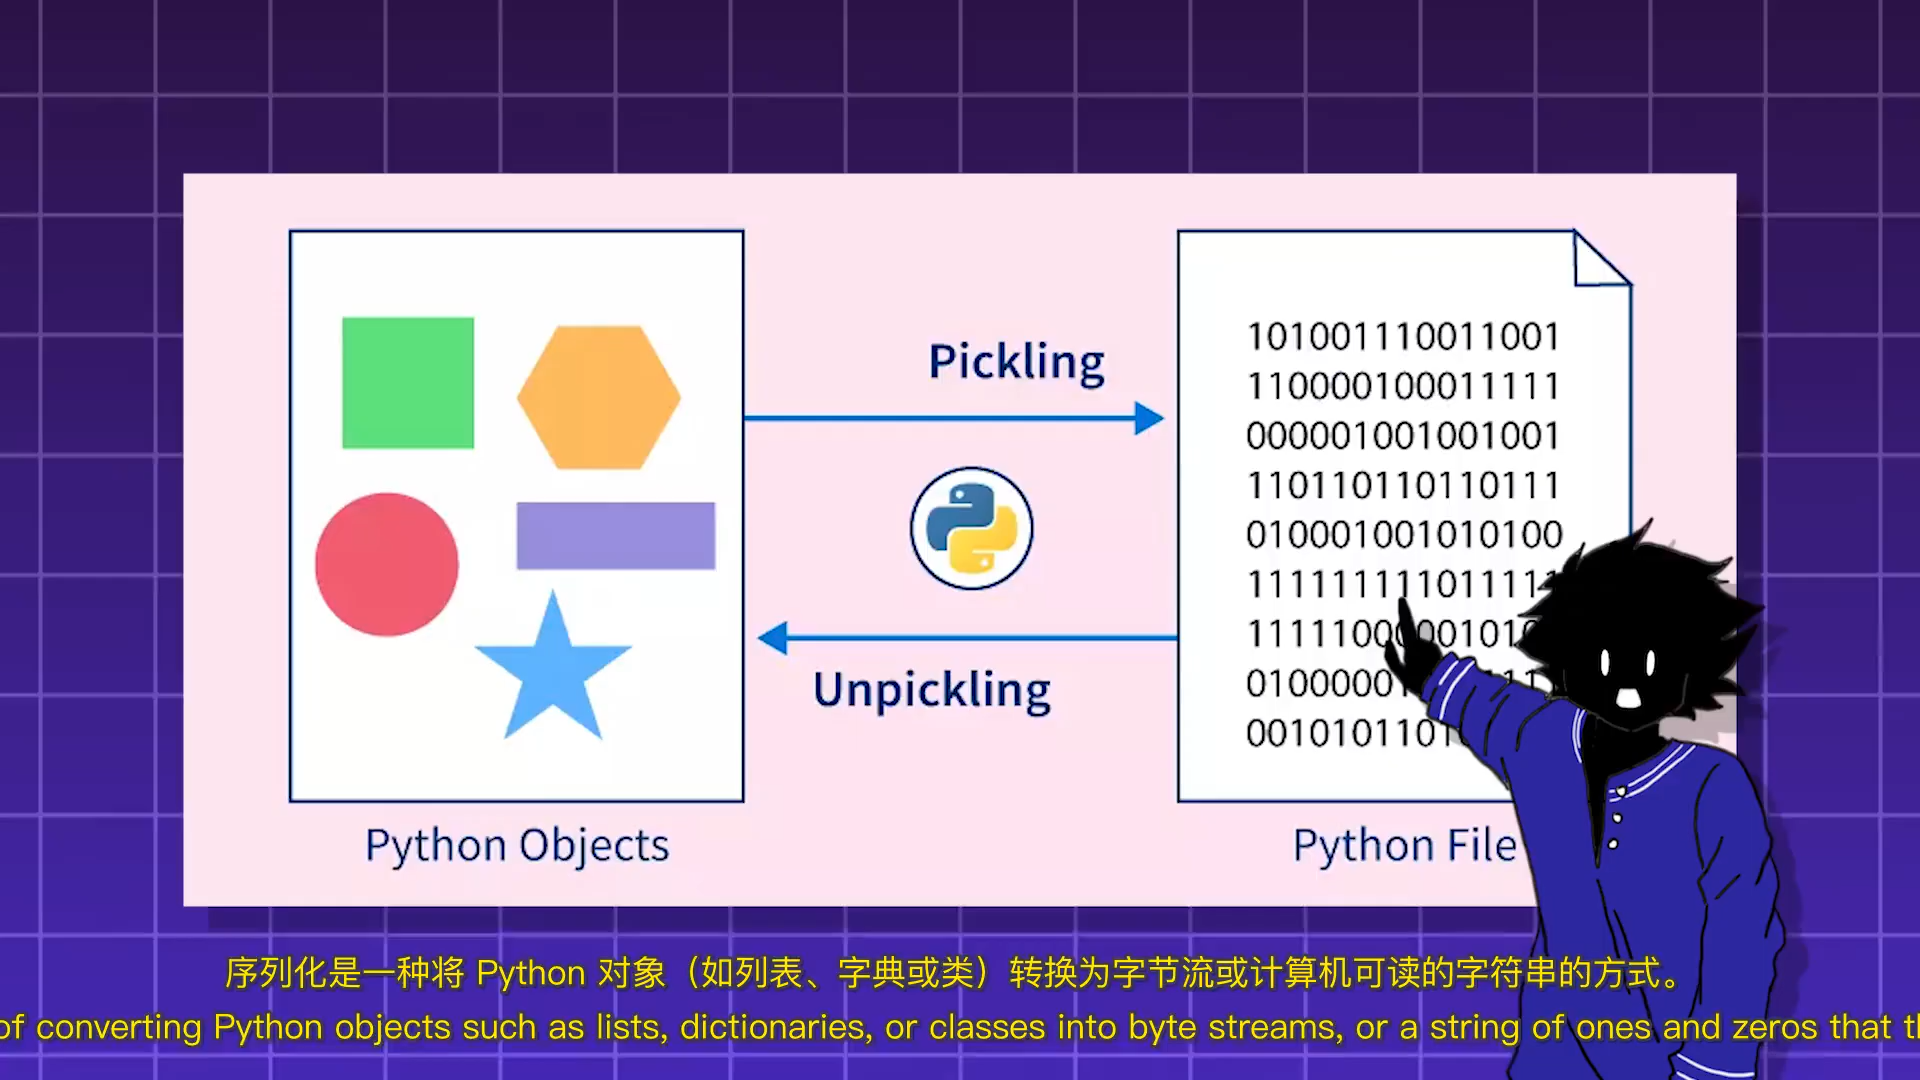 Pickling
Unpickling
Python Objects
101001110011001
110000100011111
000001001001001
110110110110111
010001001010100
Python File
序列化是一种将 Python 对象（如列表、字典或类）转换为字节流或计算机可读的字符串的方式。
of converting Python objects such as lists, dictionaries, or classes into byte streams, or a string of ones and zeros that